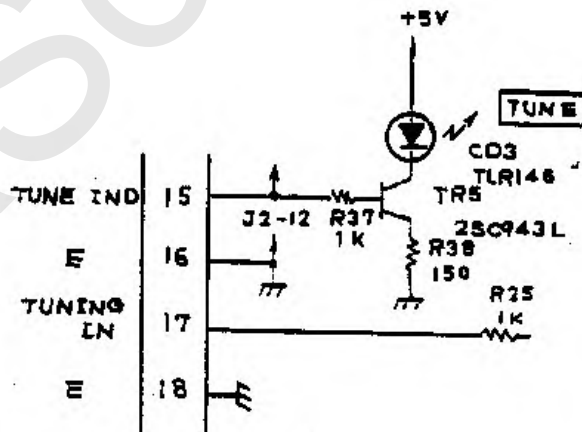 +5V
TUNE
CD3
TLR146
TR5
2SC943L
TUNE IND 15
J2-12
R37
1K
R38
150
E 16
TUNING IN 17
R25
1K
E 18